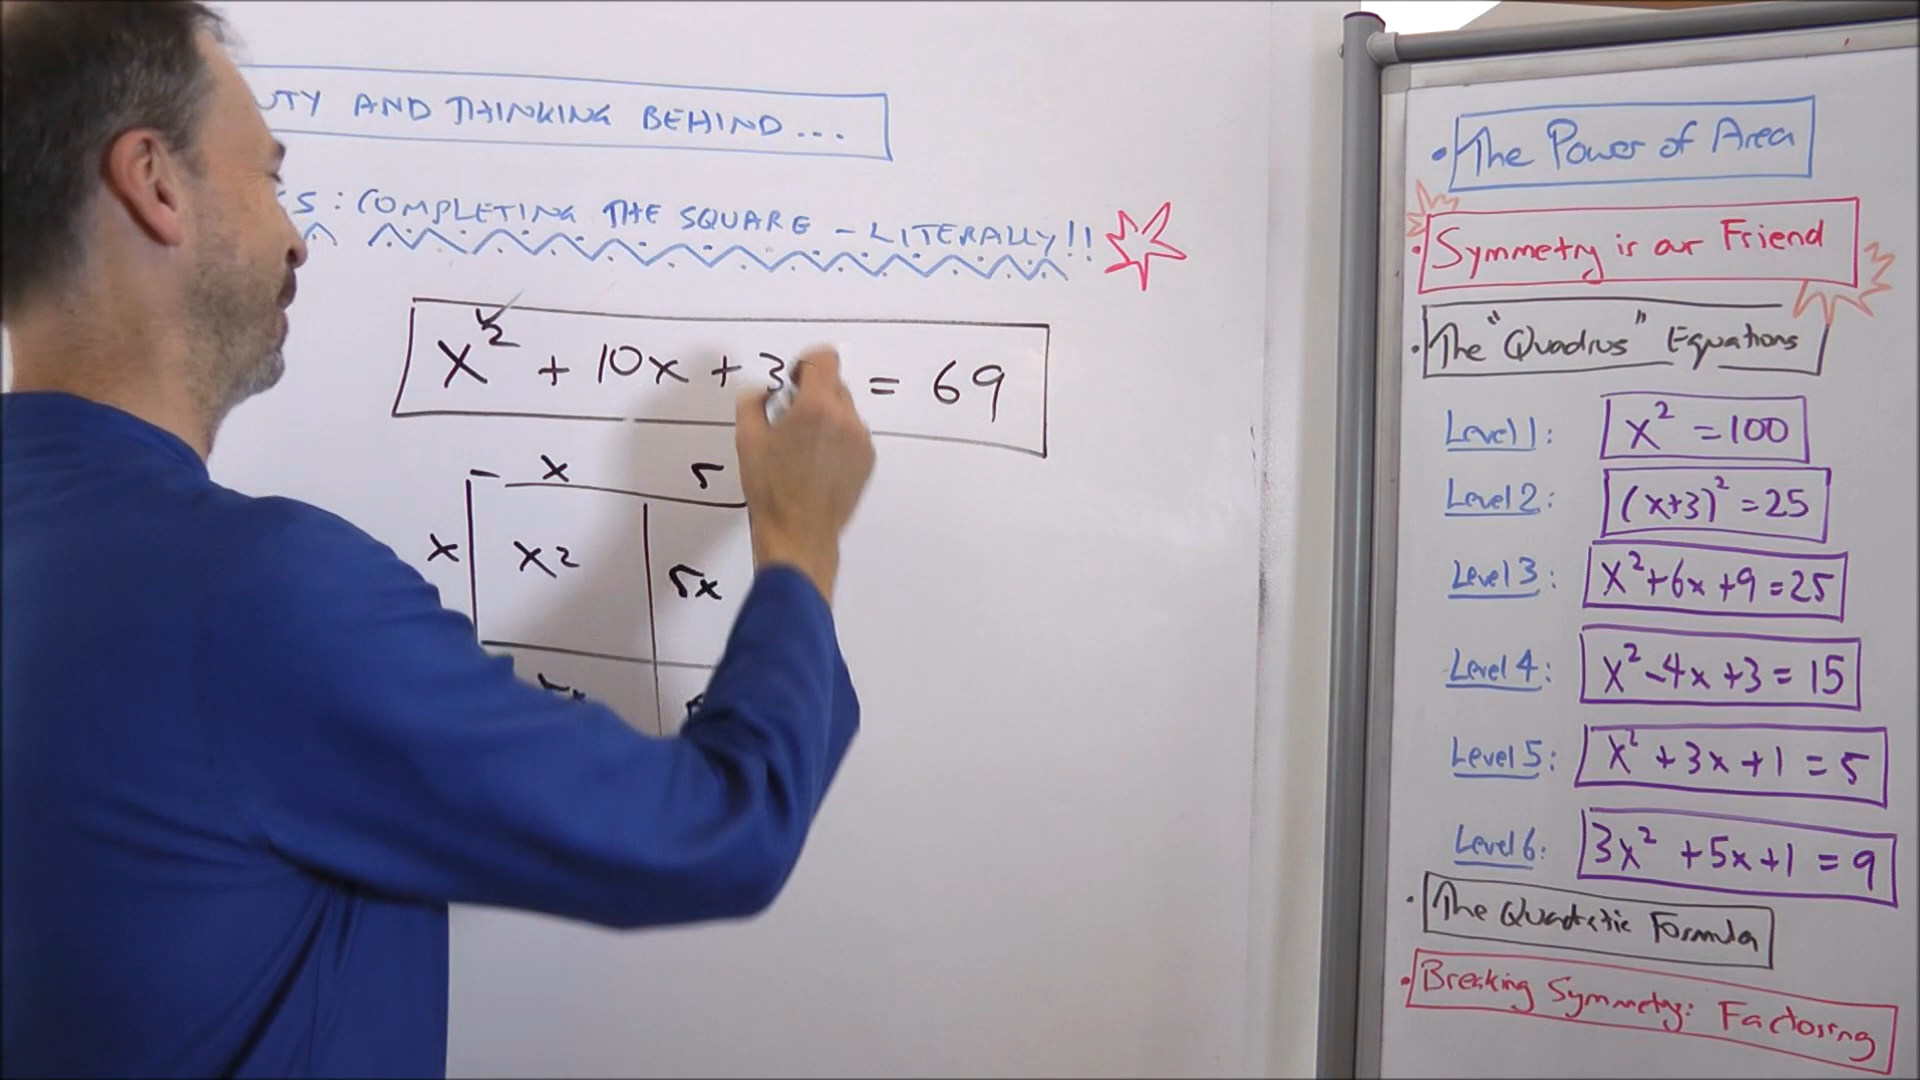 AND THINKING BEHIND...
: COMPLETING THE SQUARE - LITERALLY!!
x² + 10x + 3 = 69
x 5
x x² 5x
• The Power of Area
• Symmetry is our Friend
• The "Quadrus" Equations
Level 1: x² = 100
Level 2: (x+3)² = 25
Level 3: x²+6x+9=25
Level 4: x²-4x+3=15
Level 5: x²+3x+1=5
Level 6: 3x²+5x+1=9
• The Quadratic Formula
• Breaking Symmetry: Factoring